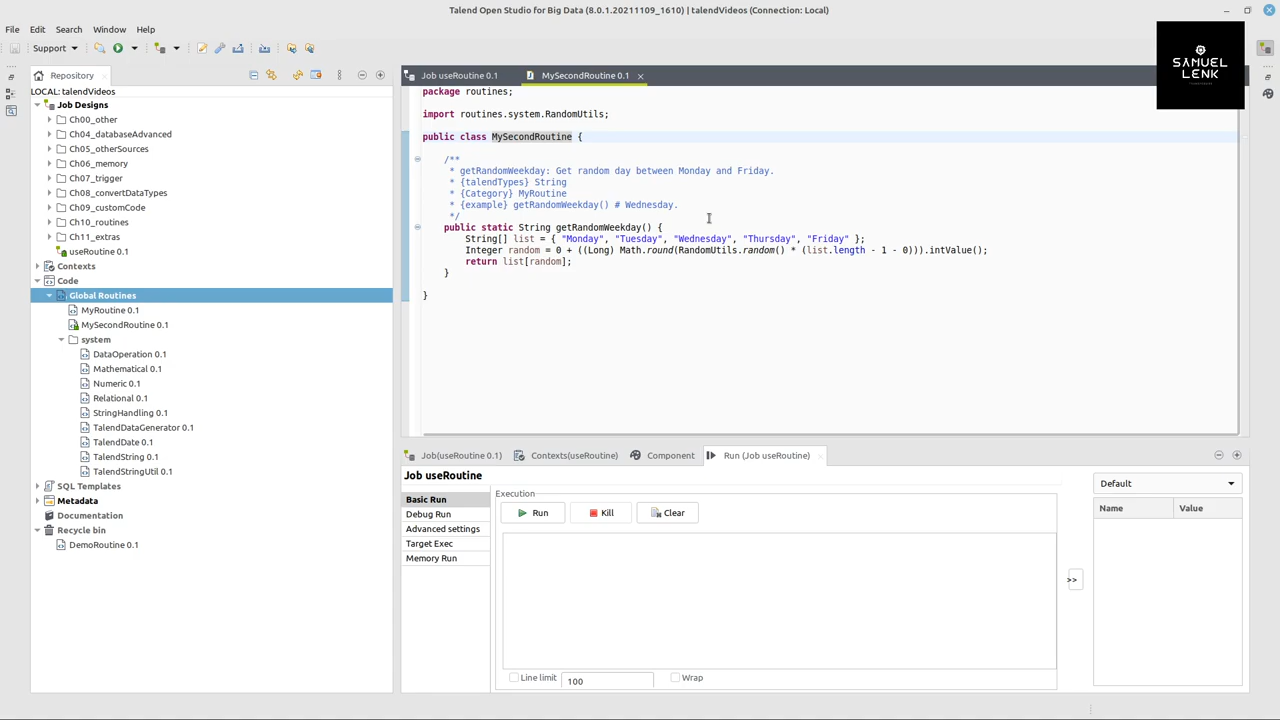 Talend Open Studio for Big Data (8.0.1.20211109_1610) | talendVideos (Connection: Local)
File Edit Search Window Help
Support
SAMUEL
LENK
Repository
LOCAL: talendVideos
Job Designs
Ch00_other
Ch04_databaseAdvanced
Ch05_otherSources
Ch06_memory
Ch07_trigger
Ch08_convertDataTypes
Ch09_customCode
Ch10_routines
Ch11_extras
useRoutine 0.1
Contexts
Code
Global Routines
MyRoutine 0.1
MySecondRoutine 0.1
system
DataOperation 0.1
Mathematical 0.1
Numeric 0.1
Relational 0.1
StringHandling 0.1
TalendDataGenerator 0.1
TalendDate 0.1
TalendString 0.1
TalendStringUtil 0.1
SQL Templates
Metadata
Documentation
Recycle bin
DemoRoutine 0.1
Job useRoutine 0.1 MySecondRoutine 0.1
package routines;
import routines.system.RandomUtils;
public class MySecondRoutine {
/**
* getRandomWeekday: Get random day between Monday and Friday.
* {talendTypes} String
* {Category} MyRoutine
* {example} getRandomWeekday() # Wednesday.
*/
public static String getRandomWeekday() {
String[] list = { "Monday", "Tuesday", "Wednesday", "Thursday", "Friday" };
Integer random = 0 + ((Long) Math.round(RandomUtils.random() * (list.length - 1 - 0))).intValue();
return list[random];
}
}
Job(useRoutine 0.1) Contexts(useRoutine) Component Run (Job useRoutine)
Job useRoutine
Basic Run
Debug Run
Advanced settings
Target Exec
Memory Run
Execution
Run Kill Clear
Line limit 100 Wrap
>>
Default
Name Value